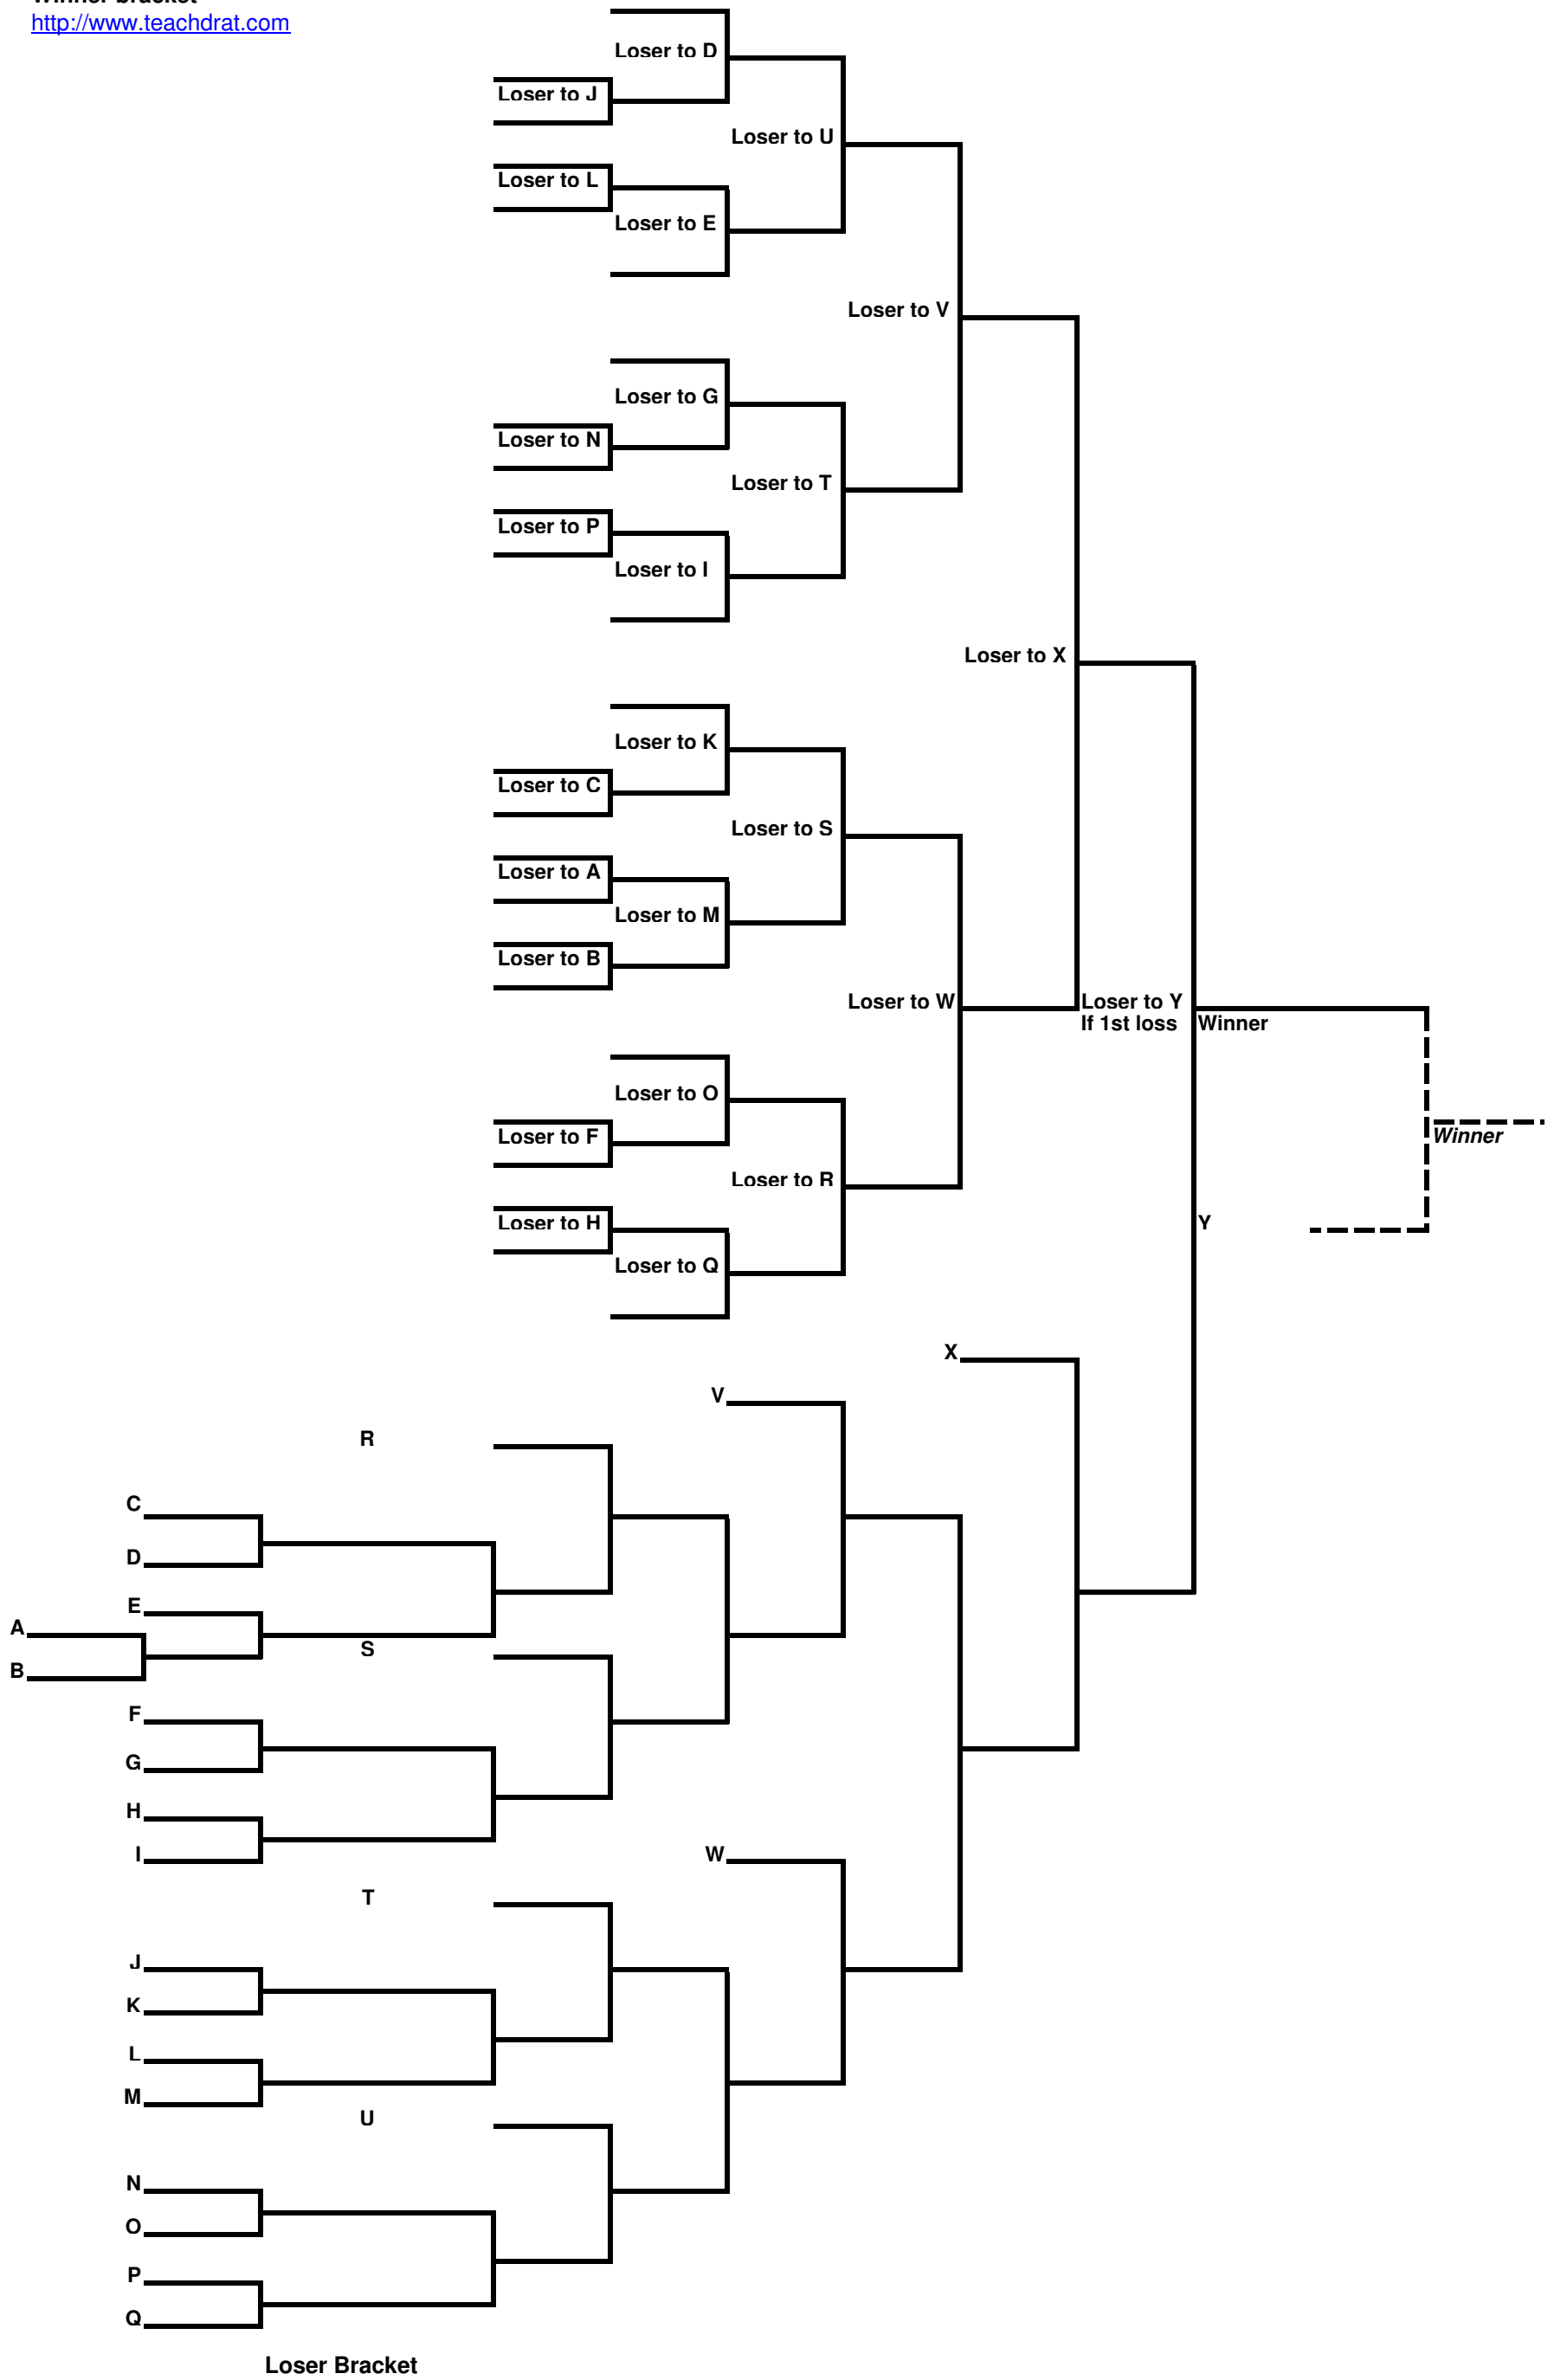 Winner bracket
http://www.teachdrat.com
Loser to D
Loser to J
Loser to U
Loser to L
Loser to E
Loser to V
Loser to G
Loser to N
Loser to T
Loser to P
Loser to I
Loser to X
Loser to K
Loser to C
Loser to S
Loser to A
Loser to M
Loser to B
Loser to W
Loser to Y
If 1st loss
Winner
Loser to O
Loser to F
Winner
Loser to R
Loser to H
Y
Loser to Q
X
V
R
C
D
E
A
S
B
F
G
H
I
W
T
J
K
L
M
U
N
O
P
Q
Loser Bracket